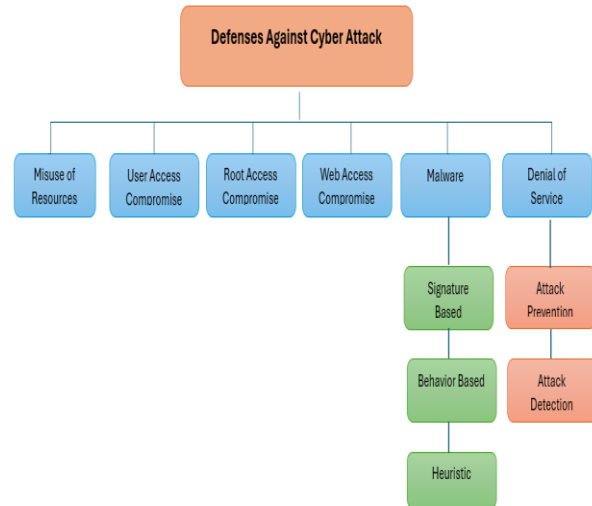 Defenses Against Cyber Attack
Misuse of
Resources
User Access
Compromise
Root Access
Compromise
Web Access
Compromise
Malware
Denial of
Service
Signature
Based
Attack
Prevention
Behavior Based
Attack
Detection
Heuristic